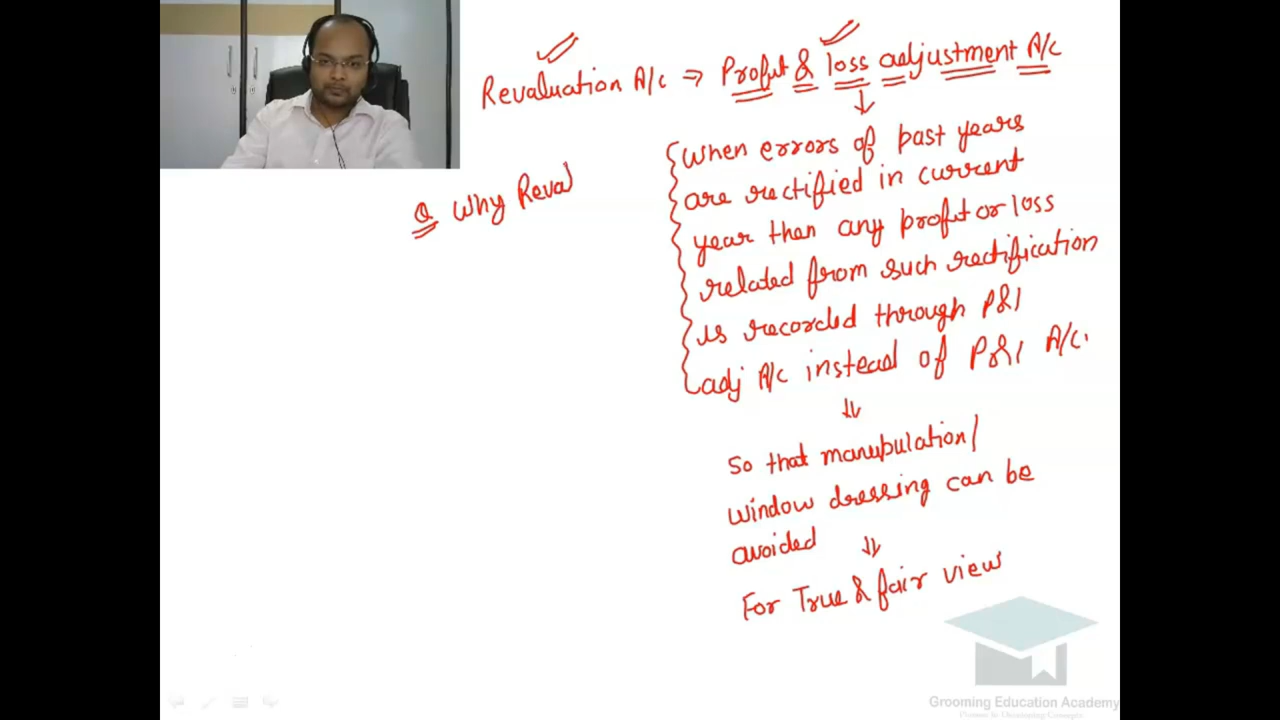 Revaluation A/c ⇒ Profit & loss adjustment A/c
When errors of past years
are rectified in current
year then any profit or loss
related from such rectification
is recorded through P&l
adj A/c instead of P&l A/c.
So that manupulation/
window dressing can be
avoided
For True & fair view
Q Why Reval
Grooming Education Academy